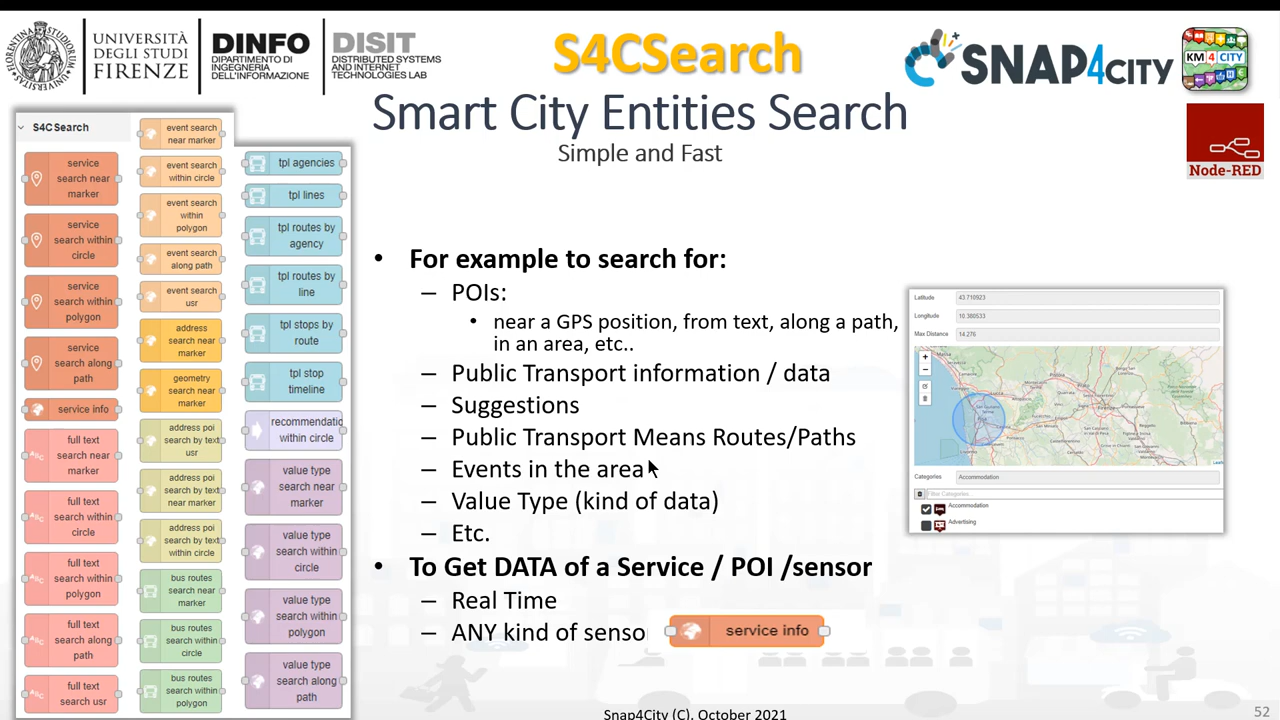 UNIVERSITÀ
DEGLI STUDI
FIRENZE
DINFO
DIPARTIMENTO DI
INGEGNERIA
DELL'INFORMAZIONE
DISIT
DISTRIBUTED SYSTEMS
AND INTERNET
TECHNOLOGIES LAB
S4CSearch
SNAP4CITY
KM4CITY
Smart City Entities Search
Simple and Fast
Node-RED
S4CSearch
service
search near
marker
service
search within
circle
service
search within
polygon
service
search along
path
service info
full text
search near
marker
full text
search within
circle
full text
search within
polygon
full text
search along
path
full text
search usr
event search
near marker
event search
within circle
event search
within
polygon
event search
along path
event search
usr
address
search near
marker
geometry
search near
marker
address poi
search by text
usr
address poi
search by text
near marker
address poi
search by text
within circle
bus routes
search near
marker
bus routes
search within
circle
bus routes
search within
polygon
tpl agencies
tpl lines
tpl routes by
agency
tpl routes by
line
tpl stops by
route
tpl stop
timeline
recommendatic
within circle
value type
search near
marker
value type
search within
circle
value type
search within
polygon
value type
search along
path
• For example to search for:
– POIs:
• near a GPS position, from text, along a path,
in an area, etc..
– Public Transport information / data
– Suggestions
– Public Transport Means Routes/Paths
– Events in the area
– Value Type (kind of data)
– Etc.
• To Get DATA of a Service / POI /sensor
– Real Time
– ANY kind of senso
service info
Latitude
43.710923
Longitude
10.380533
Max Distance
14.276
Categories
Accommodation
Filter Categories
Accommodation
Advertising
Snap4City (C), October 2021
52